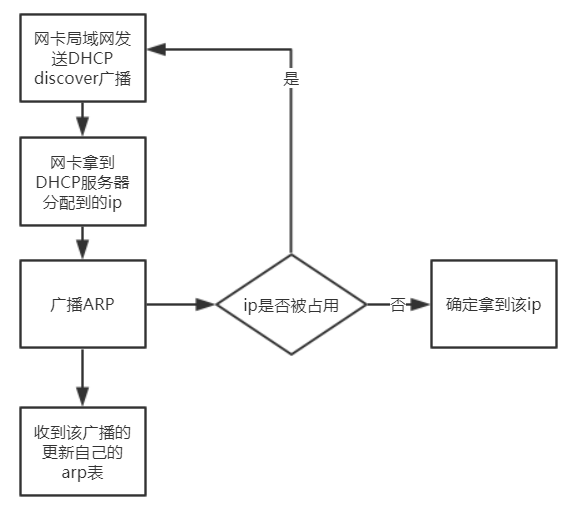 网卡局域网发
送DHCP
discover广播
是
网卡拿到
DHCP服务器
分配到的ip
广播ARP
ip是否被占用
否
确定拿到该ip
收到该广播的
更新自己的
arp表